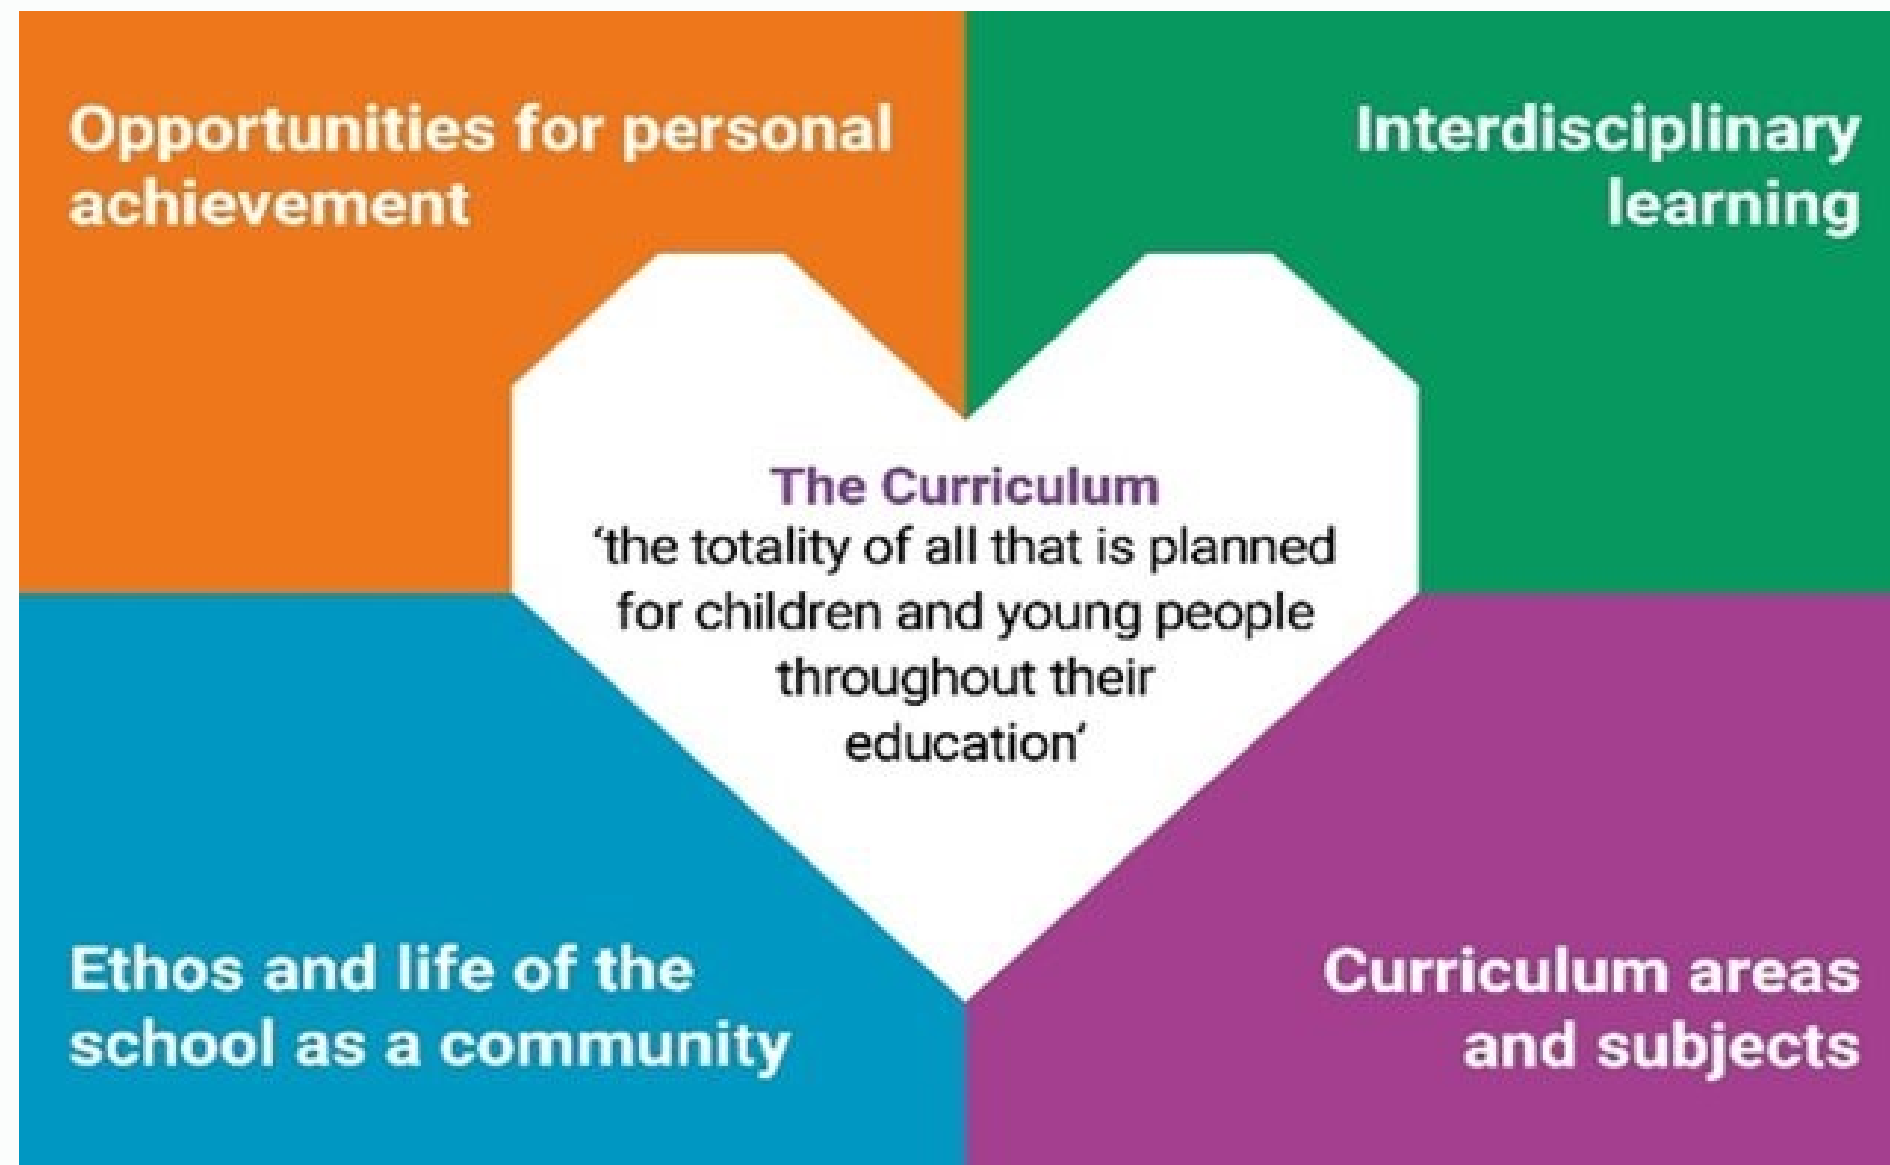 Opportunities for personal
achievement
Interdisciplinary
learning
The Curriculum
‘the totality of all that is planned
for children and young people
throughout their
education’
Ethos and life of the
school as a community
Curriculum areas
and subjects